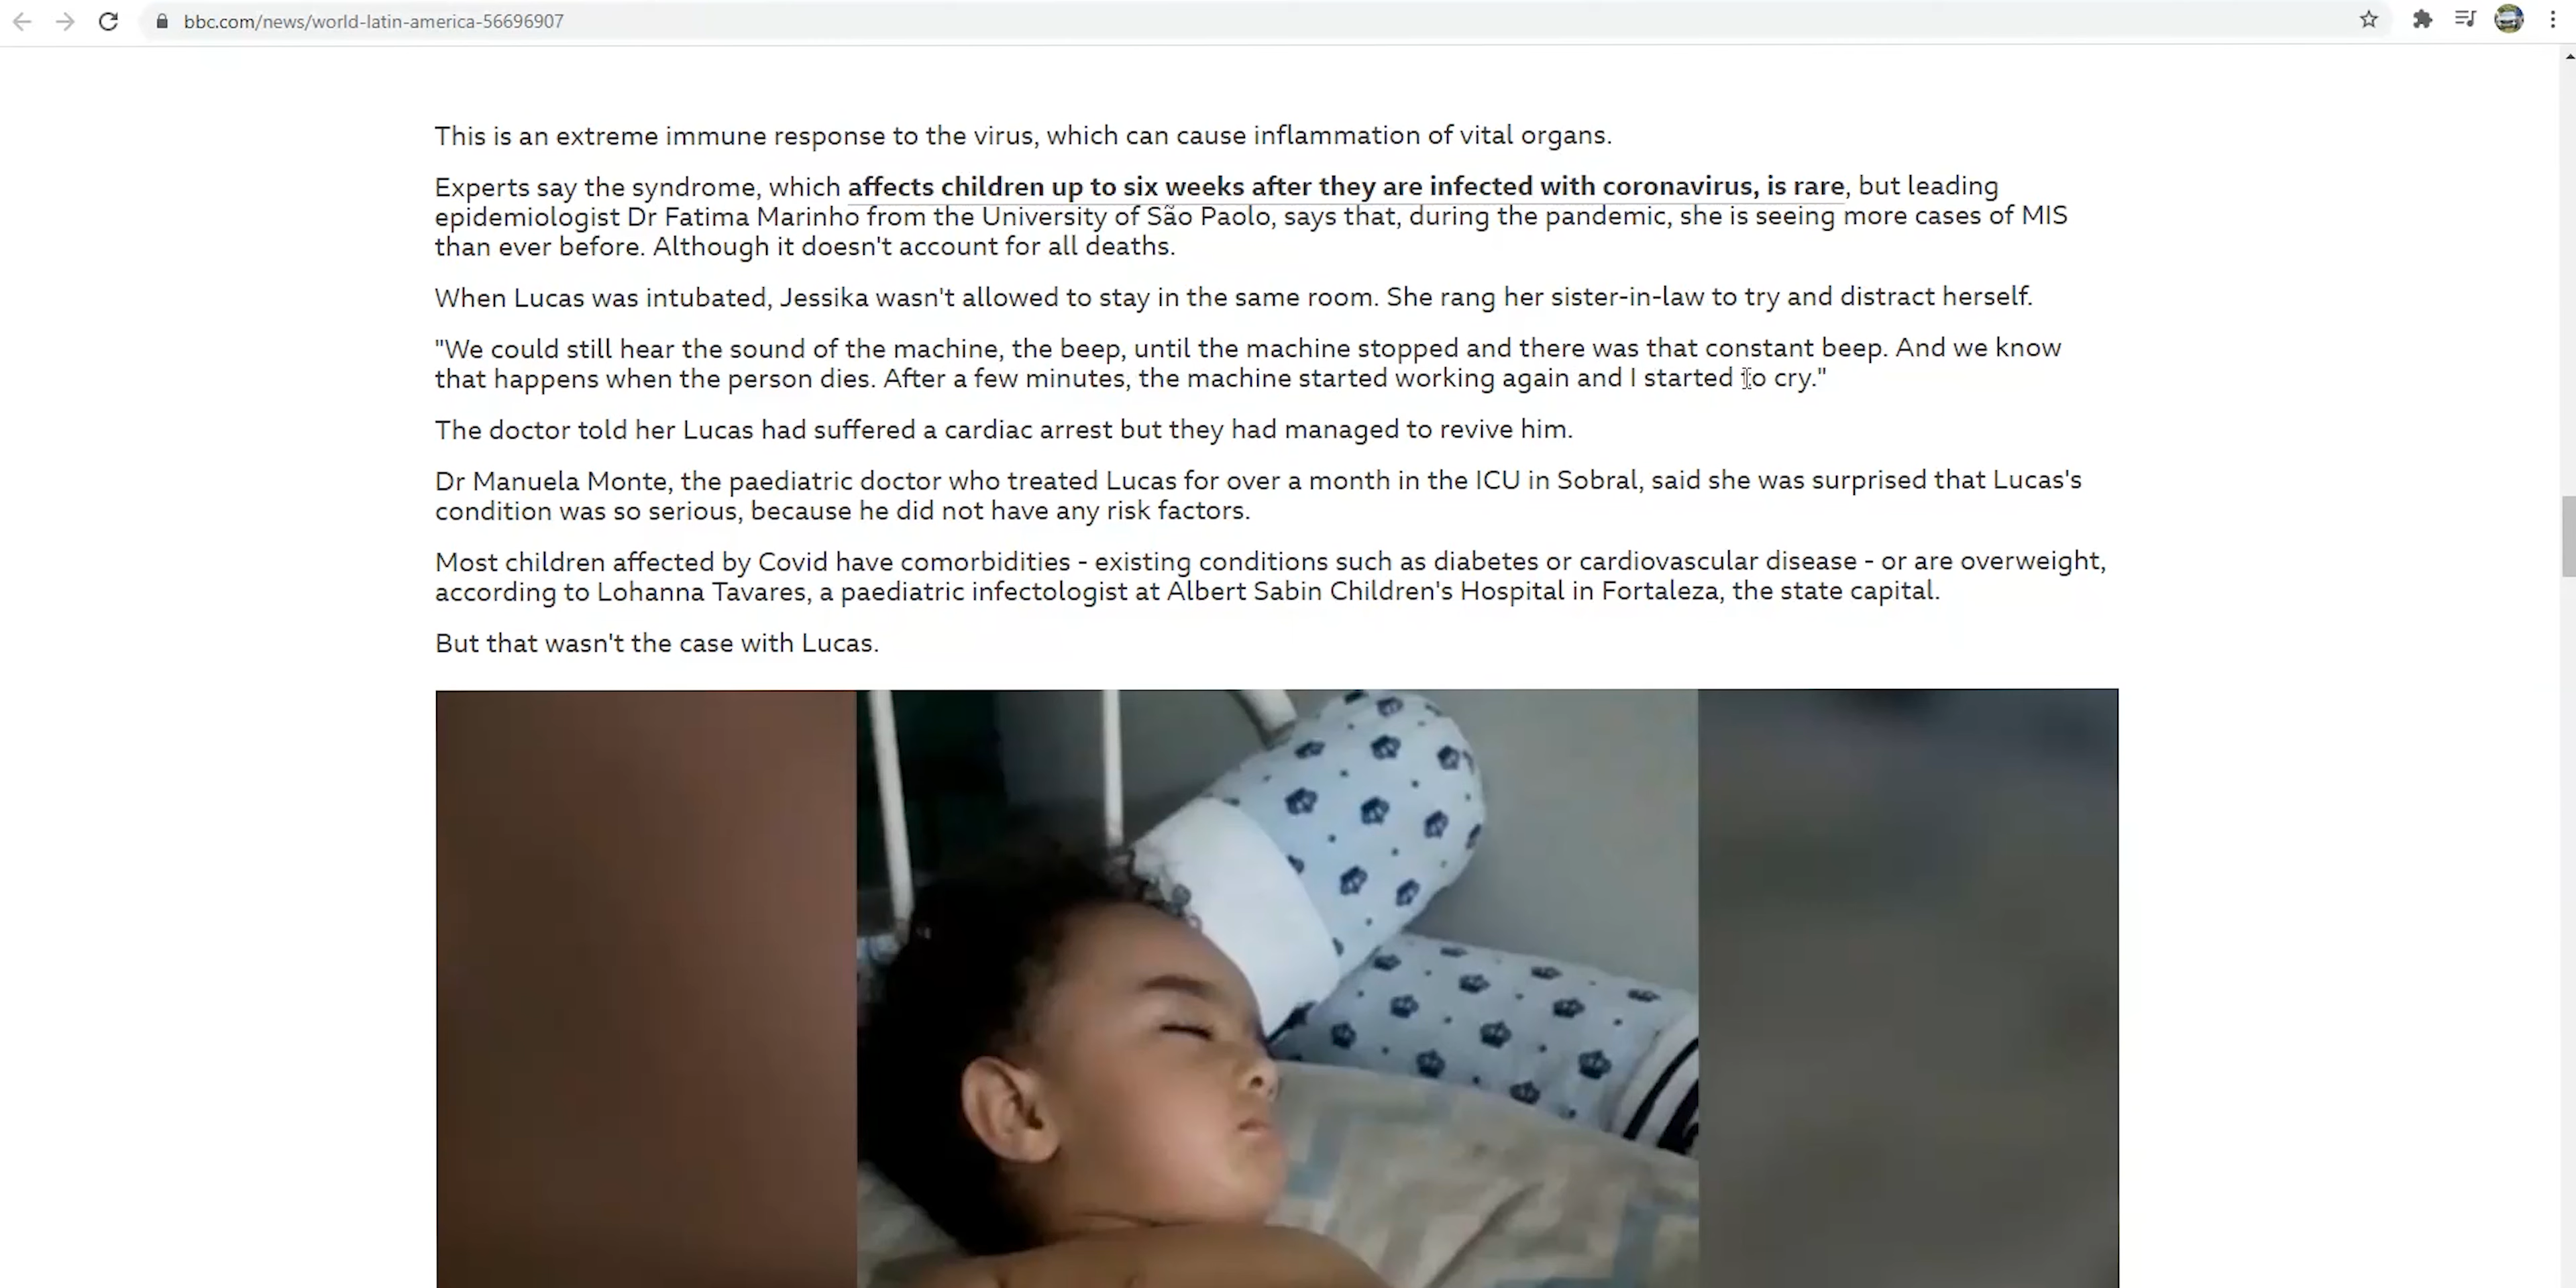 bbc.com/news/world-latin-america-56696907
This is an extreme immune response to the virus, which can cause inflammation of vital organs.
Experts say the syndrome, which affects children up to six weeks after they are infected with coronavirus, is rare, but leading
epidemiologist Dr Fatima Marinho from the University of São Paolo, says that, during the pandemic, she is seeing more cases of MIS
than ever before. Although it doesn't account for all deaths.
When Lucas was intubated, Jessika wasn't allowed to stay in the same room. She rang her sister-in-law to try and distract herself.
"We could still hear the sound of the machine, the beep, until the machine stopped and there was that constant beep. And we know
that happens when the person dies. After a few minutes, the machine started working again and I started to cry."
The doctor told her Lucas had suffered a cardiac arrest but they had managed to revive him.
Dr Manuela Monte, the paediatric doctor who treated Lucas for over a month in the ICU in Sobral, said she was surprised that Lucas's
condition was so serious, because he did not have any risk factors.
Most children affected by Covid have comorbidities - existing conditions such as diabetes or cardiovascular disease - or are overweight,
according to Lohanna Tavares, a paediatric infectologist at Albert Sabin Children's Hospital in Fortaleza, the state capital.
But that wasn't the case with Lucas.